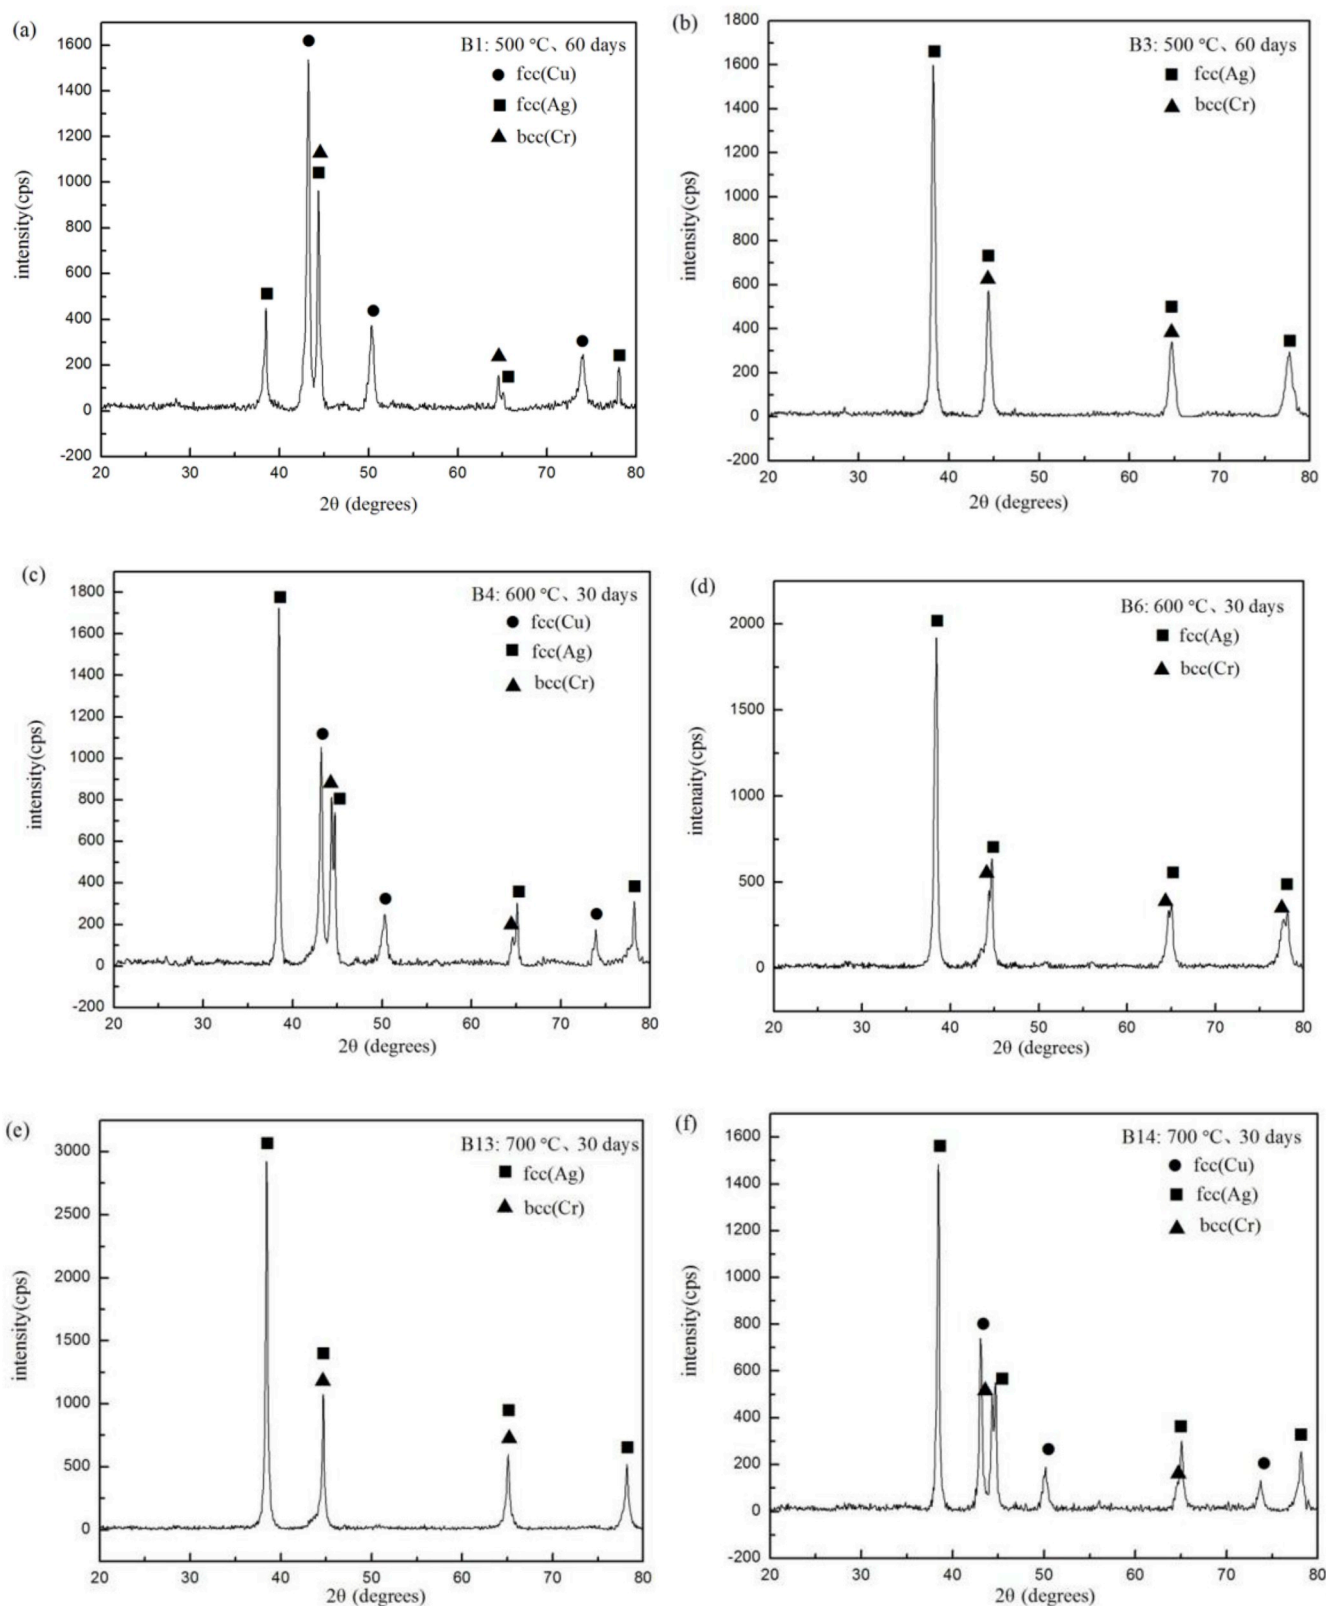 (a)
B1: 500 °C、60 days
● fcc(Cu)
■ fcc(Ag)
▲ bcc(Cr)
intensity(cps)
1600
1400
1200
1000
800
600
400
200
0
-200
20 30 40 50 60 70 80
2θ (degrees)
(b)
B3: 500 °C、60 days
■ fcc(Ag)
▲ bcc(Cr)
intensity(cps)
1800
1600
1400
1200
1000
800
600
400
200
0
-200
20 30 40 50 60 70 80
2θ (degrees)
(c)
B4: 600 °C、30 days
● fcc(Cu)
■ fcc(Ag)
▲ bcc(Cr)
intensity(cps)
1800
1600
1400
1200
1000
800
600
400
200
0
-200
20 30 40 50 60 70 80
2θ (degrees)
(d)
B6: 600 °C、30 days
■ fcc(Ag)
▲ bcc(Cr)
intenaity(cps)
2000
1500
1000
500
0
20 30 40 50 60 70 80
2θ (degrees)
(e)
B13: 700 °C、30 days
■ fcc(Ag)
▲ bcc(Cr)
intensity(cps)
3000
2500
2000
1500
1000
500
0
20 30 40 50 60 70 80
2θ (degrees)
(f)
B14: 700 °C、30 days
● fcc(Cu)
■ fcc(Ag)
▲ bcc(Cr)
intensity(cps)
1600
1400
1200
1000
800
600
400
200
0
-200
20 30 40 50 60 70 80
2θ (degrees)